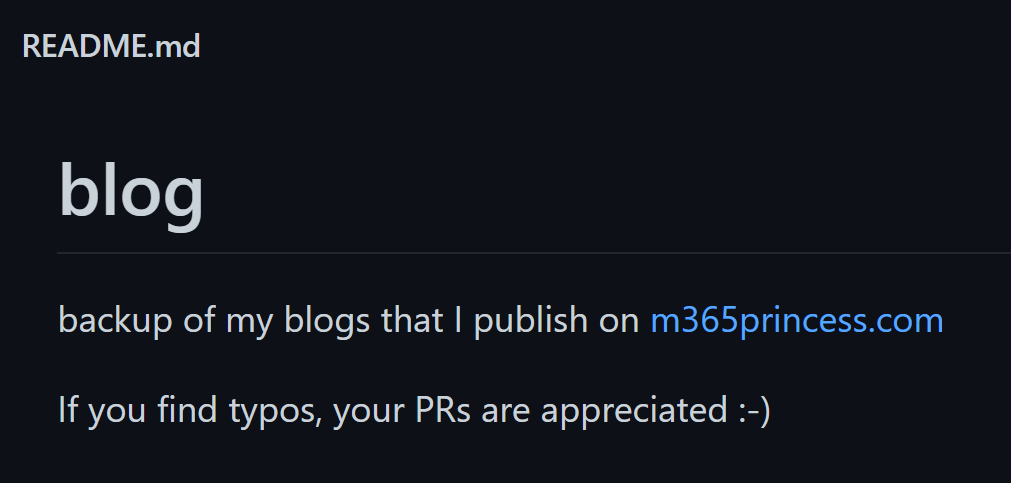 README.md
blog
backup of my blogs that I publish on m365princess.com
If you find typos, your PRs are appreciated :-)